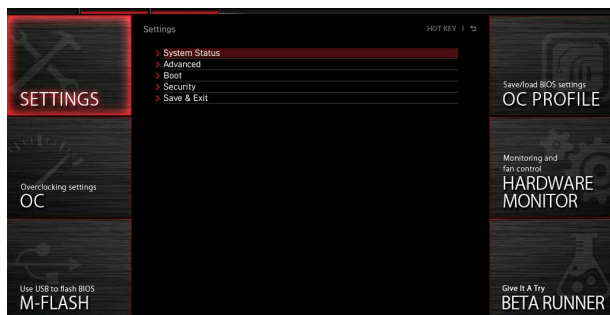 Settings
HOT KEY |
System Status
Advanced
Boot
Security
Save & Exit
SETTINGS
Overclocking settings
OC
Use USB to flash BIOS
M-FLASH
Save/load BIOS settings
OC PROFILE
Monitoring and
fan control
HARDWARE
MONITOR
Give It A Try
BETA RUNNER